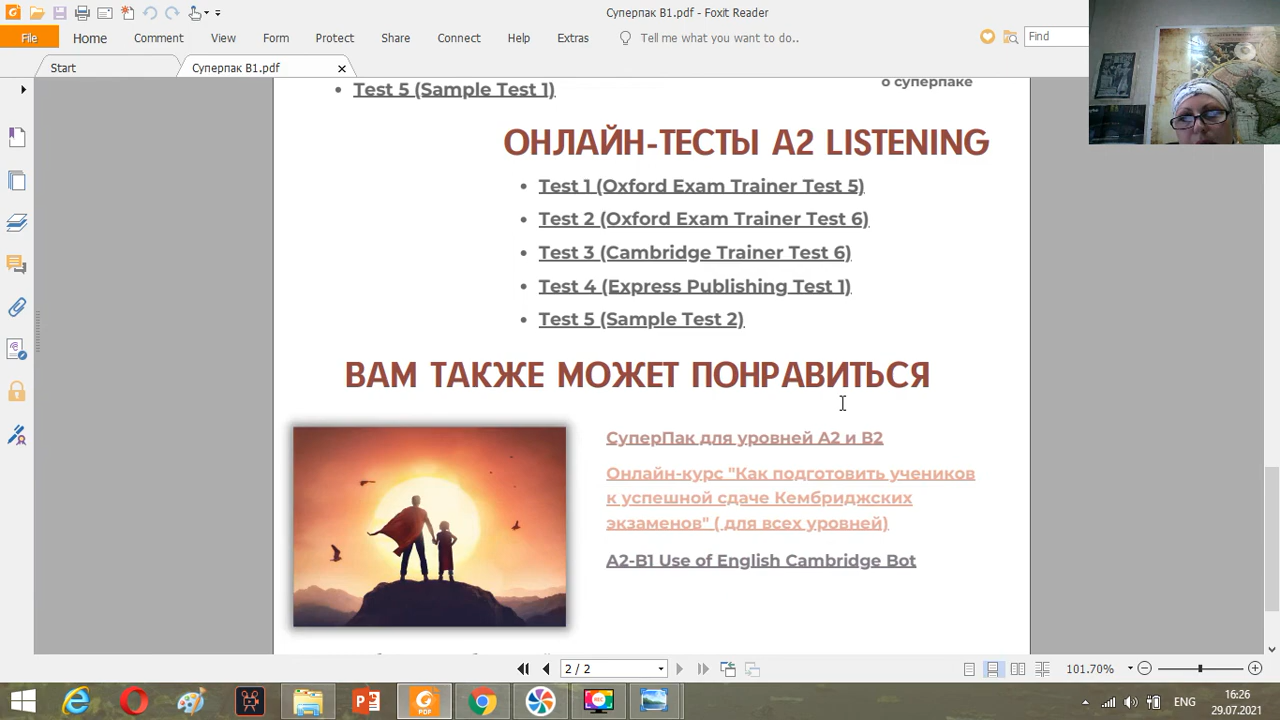 Суперпак B1.pdf - Foxit Reader
File Home Comment View Form Protect Share Connect Help Extras Tell me what you want to do.. Find
Start Суперпак B1.pdf
Test 5 (Sample Test 1)
о суперпаке
ОНЛАЙН-ТЕСТЫ A2 LISTENING
Test 1 (Oxford Exam Trainer Test 5)
Test 2 (Oxford Exam Trainer Test 6)
Test 3 (Cambridge Trainer Test 6)
Test 4 (Express Publishing Test 1)
Test 5 (Sample Test 2)
ВАМ ТАКЖЕ МОЖЕТ ПОНРАВИТЬСЯ
СуперПак для уровней А2 и В2
Онлайн-курс "Как подготовить учеников
к успешной сдаче Кембриджских
экзаменов" ( для всех уровней)
A2-B1 Use of English Cambridge Bot
2 / 2
101.70%
ENG
16:26
29.07.2021